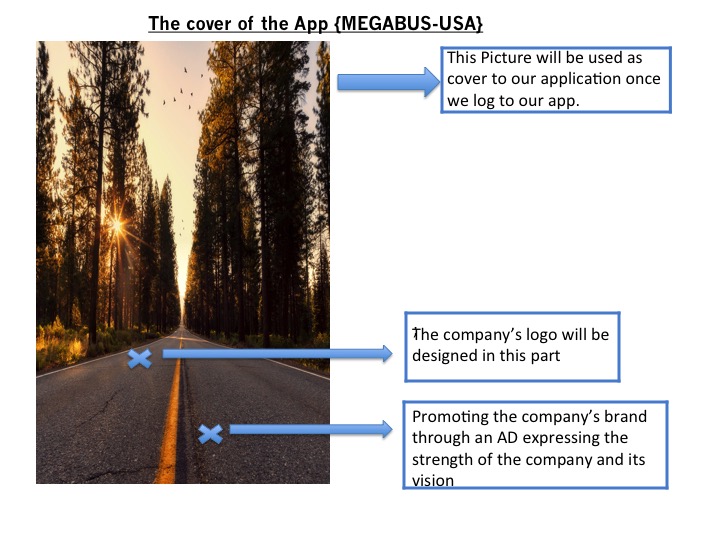 The cover of the App {MEGABUS-USA}
This Picture will be used as
cover to our application once
we log to our app.
The company's logo will be
designed in this part
Promoting the company's brand
through an AD expressing the
strength of the company and its
vision